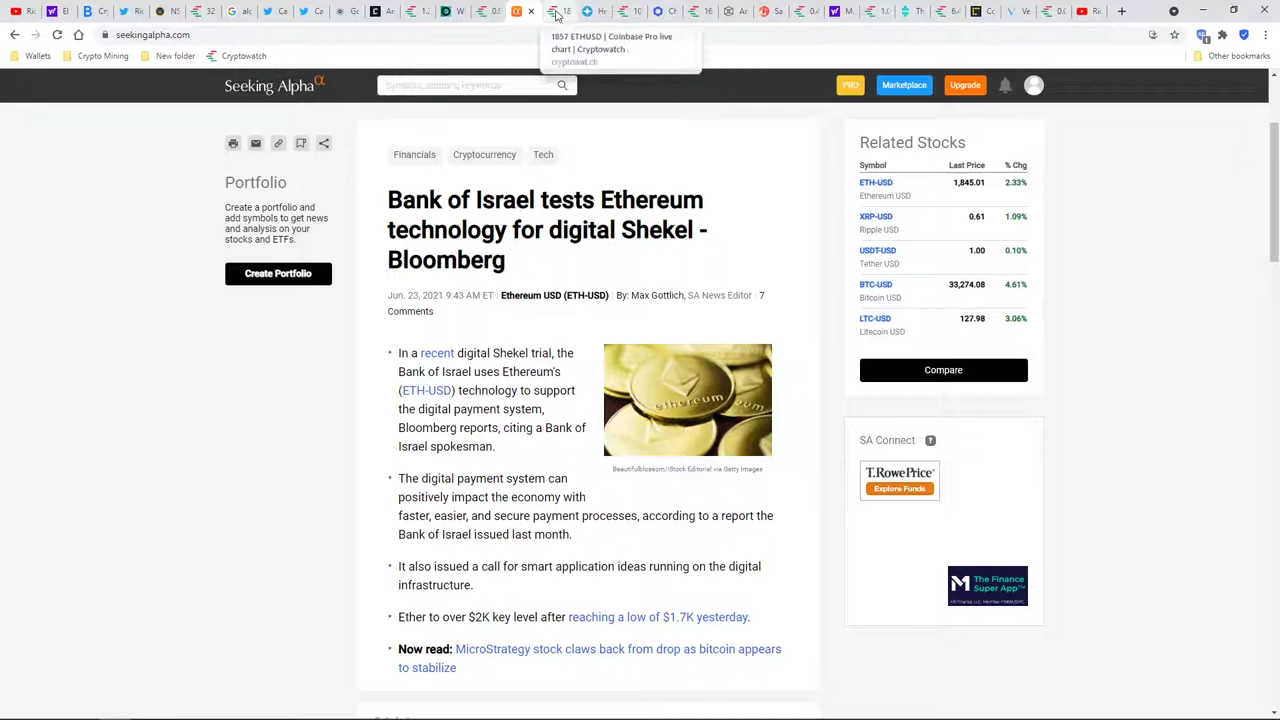 seekingalpha.com
1857 ETHUSD | Coinbase Pro live
chart | Cryptowatch
cryptowat.ch
Wallets
Crypto Mining
New folder
Cryptowatch
Other bookmarks
Seeking Alpha α
Symbols, authors, keywords
PRO
Marketplace
Upgrade
Portfolio
Create a portfolio and
add symbols to get news
and analysis on your
stocks and ETFs.
Create Portfolio
Financials Cryptocurrency Tech
Bank of Israel tests Ethereum
technology for digital Shekel -
Bloomberg
Jun. 23, 2021 9:43 AM ET | Ethereum USD (ETH-USD) | By: Max Gottlich, SA News Editor · 7
Comments
• In a recent digital Shekel trial, the
Bank of Israel uses Ethereum's
(ETH-USD) technology to support
the digital payment system,
Bloomberg reports, citing a Bank of
Israel spokesman.
ethereum
Beautifulblossom/iStock Editorial via Getty Images
• The digital payment system can
positively impact the economy with
faster, easier, and secure payment processes, according to a report the
Bank of Israel issued last month.
• It also issued a call for smart application ideas running on the digital
infrastructure.
• Ether to over $2K key level after reaching a low of $1.7K yesterday.
• Now read: MicroStrategy stock claws back from drop as bitcoin appears
to stabilize
Related Stocks
Symbol Last Price % Chg
ETH-USD 1,845.01 2.33%
Ethereum USD
XRP-USD 0.61 1.09%
Ripple USD
USDT-USD 1.00 0.10%
Tether USD
BTC-USD 33,274.08 4.61%
Bitcoin USD
LTC-USD 127.98 3.06%
Litecoin USD
Compare
SA Connect ?
T.RowePrice
Explore Funds
The Finance
Super App™